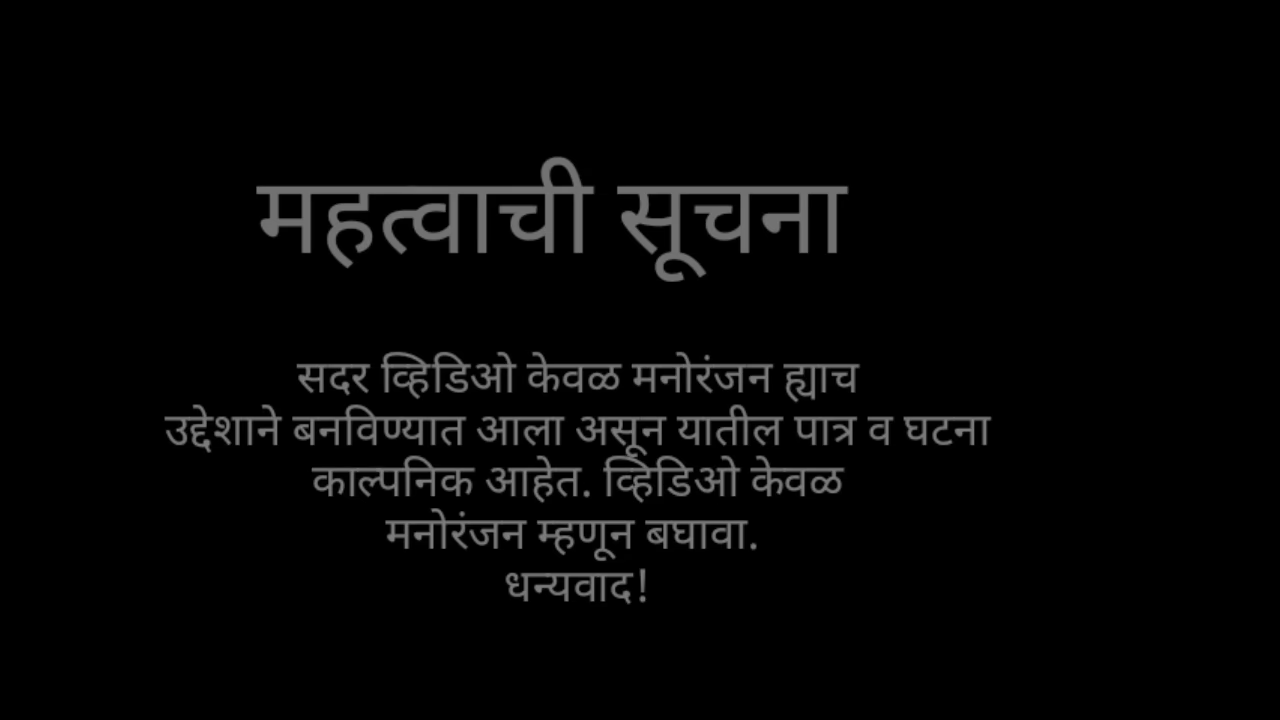 महत्वाची सूचना
सदर व्हिडिओ केवळ मनोरंजन ह्याच
उद्देशाने बनविण्यात आला असून यातील पात्र व घटना
काल्पनिक आहेत. व्हिडिओ केवळ
मनोरंजन म्हणून बघावा.
धन्यवाद!